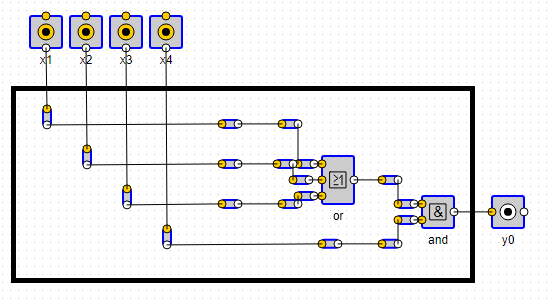 x1 x2 x3 x4
≥1
or
&
and
y0